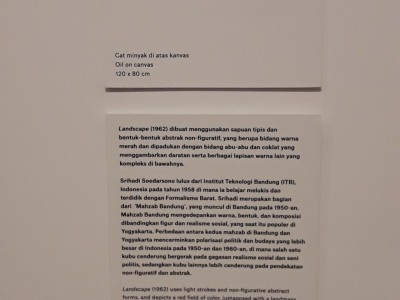 Cat minyak di atas kanvas
Oil on canvas
120 x 80 cm
Landscape (1962) dibuat menggunakan sapuan tipis dan
bentuk-bentuk abstrak non-figuratif, yang berupa bidang warna
merah dan dipadukan dengan bidang abu-abu dan coklat yang
menggambarkan daratan serta berbagai lapisan warna lain yang
kompleks di bawahnya.
Srihadi Soedarsono lulus dari Institut Teknologi Bandung (ITB),
Indonesia pada tahun 1958 di mana ia belajar melukis dan
terdidik dengan Formalisme Barat. Srihadi merupakan bagian
dari 'Mahzab Bandung', yang muncul di Bandung pada 1950-an.
Mahzab Bandung mengedepankan warna, bentuk, dan komposisi
dibandingkan figur dan realisme sosial, yang saat itu populer di
Yogyakarta. Perbedaan antara kedua mahzab di Bandung dan
Yogyakarta mencerminkan polarisasi politik dan budaya yang lebih
besar di Indonesia pada 1950-an dan 1960-an, di mana salah satu
kubu cenderung bergerak pada gagasan realisme sosial dan seni
politis, sedangkan kubu lainnya lebih cenderung pada pendekatan
non-figuratif dan abstrak.
Landscape (1962) uses light strokes and non-figurative abstract
forms, and depicts a red field of color, juxtaposed with a landmass